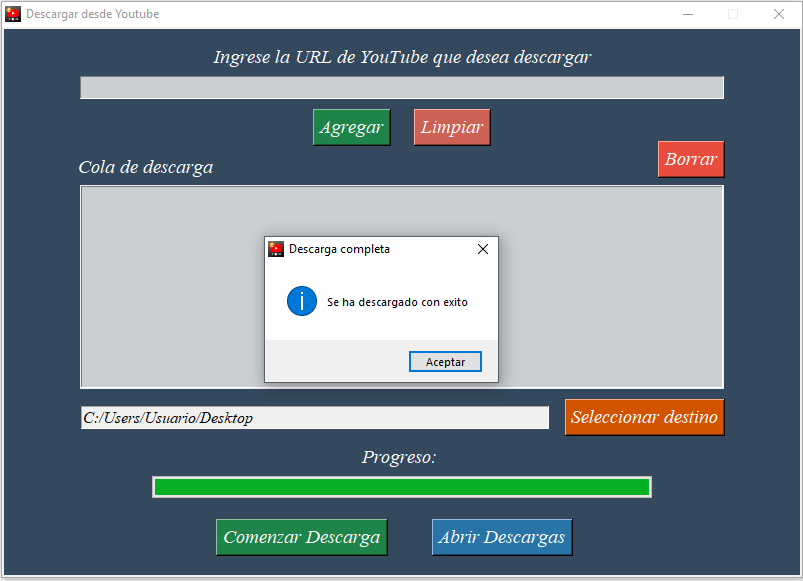 Descargar desde Youtube
Ingrese la URL de YouTube que desea descargar
Agregar
Limpiar
Borrar
Cola de descarga
Descarga completa
Se ha descargado con exito
Aceptar
C:/Users/Usuario/Desktop
Seleccionar destino
Progreso:
Comenzar Descarga
Abrir Descargas